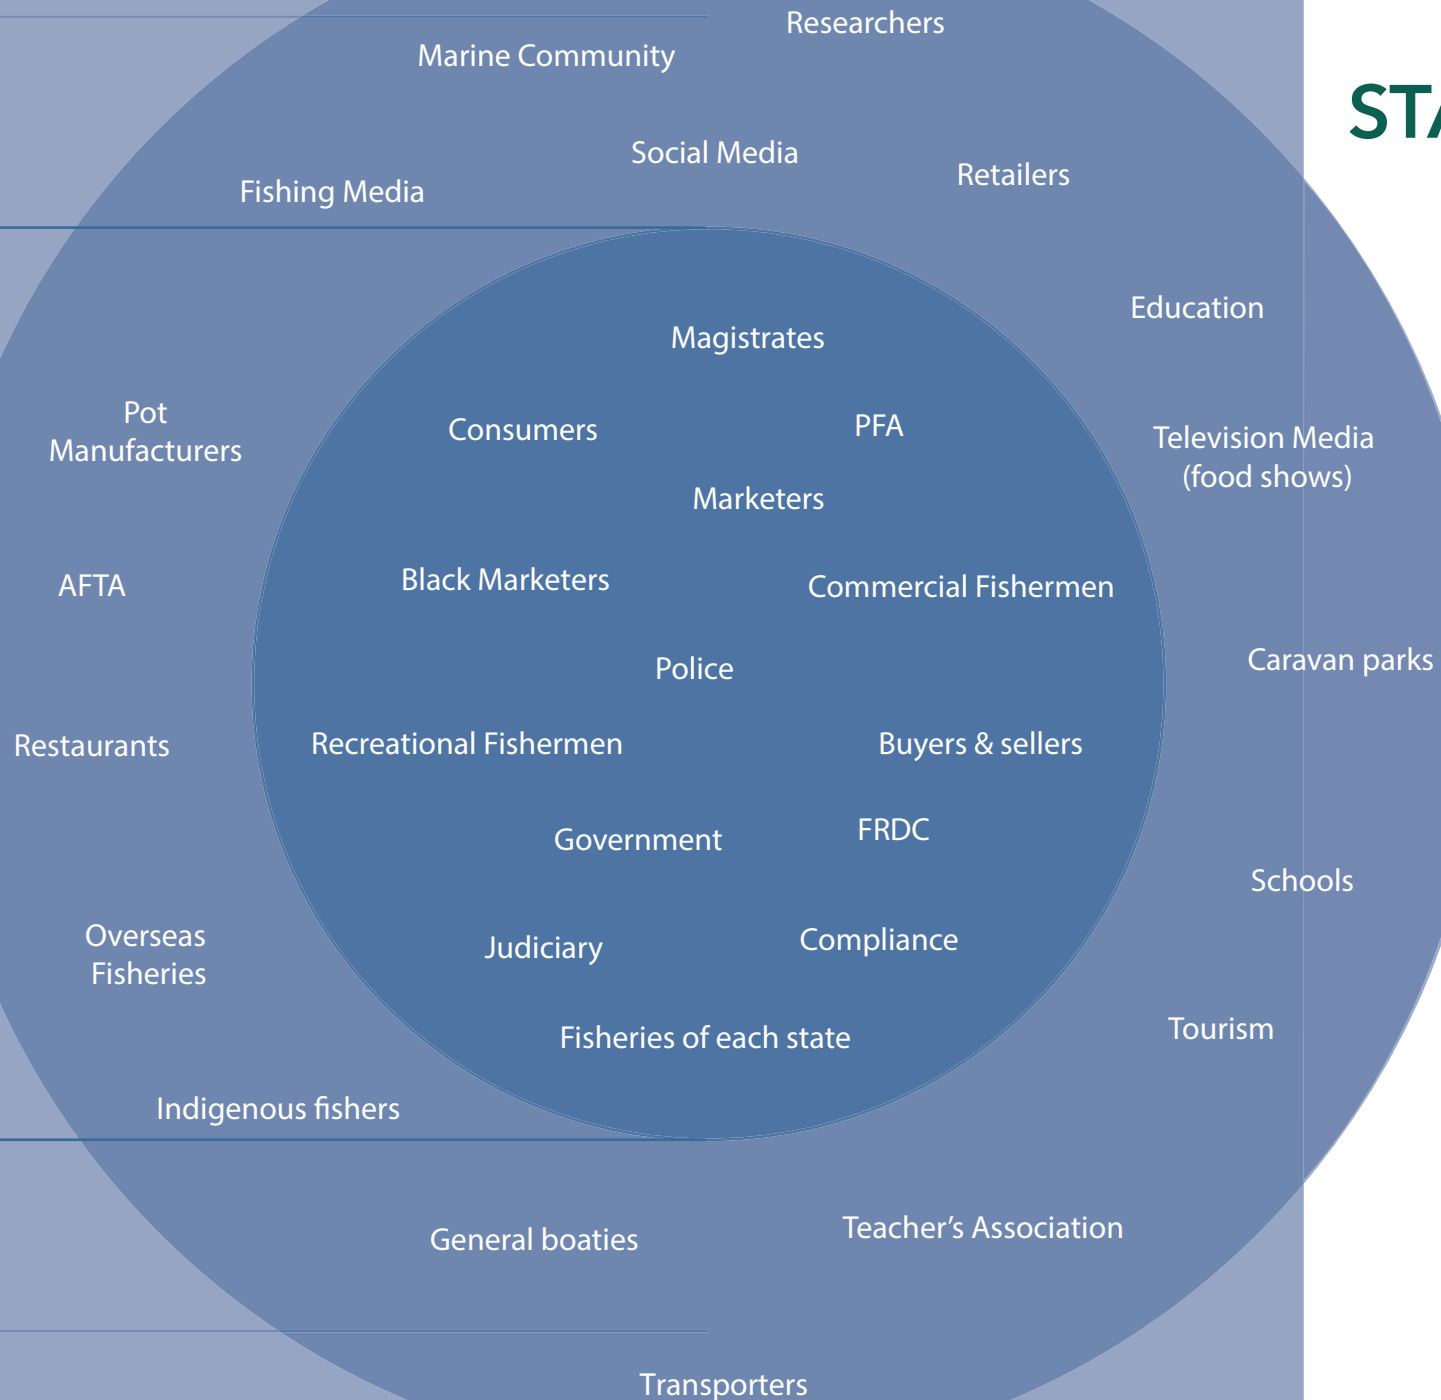 Researchers
Marine Community
STA
Social Media
Retailers
Fishing Media
Education
Magistrates
Pot
Manufacturers
Consumers
PFA
Television Media
(food shows)
Marketers
AFTA
Black Marketers
Commercial Fishermen
Police
Caravan parks
Restaurants
Recreational Fishermen
Buyers & sellers
Government
FRDC
Schools
Overseas
Fisheries
Judiciary
Compliance
Tourism
Fisheries of each state
Indigenous fishers
General boaties
Teacher’s Association
Transporters